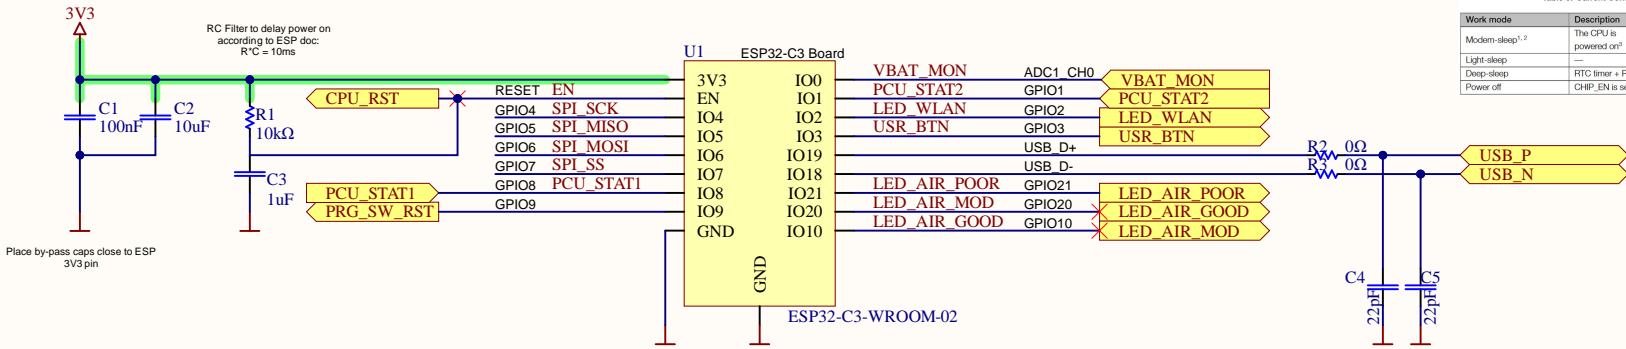 3V3
RC Filter to delay power on
according to ESP doc:
R*C = 10ms
Work mode Description
Modem-sleep1, 2 The CPU is
powered on3
Light-sleep —
Deep-sleep RTC timer +
Power off CHIP_EN is
U1 ESP32-C3 Board
C1
100nF
C2
10uF
R1
10kΩ
C3
1uF
CPU_RST
PCU_STAT1
PRG_SW_RST
RESET EN
GPIO4 SPI_SCK
GPIO5 SPI_MISO
GPIO6 SPI_MOSI
GPIO7 SPI_SS
GPIO8 PCU_STAT1
GPIO9
3V3
EN
IO4
IO5
IO6
IO7
IO8
IO9
GND
GND
IO0
IO1
IO2
IO3
IO19
IO18
IO21
IO20
IO10
ESP32-C3-WROOM-02
VBAT_MON ADC1_CH0 VBAT_MON
PCU_STAT2 GPIO1 PCU_STAT2
LED_WLAN GPIO2 LED_WLAN
USR_BTN GPIO3 USR_BTN
USB_D+ R2 0Ω USB_P
USB_D- R3 0Ω USB_N
LED_AIR_POOR GPIO21 LED_AIR_POOR
LED_AIR_MOD GPIO20 LED_AIR_GOOD
LED_AIR_GOOD GPIO10 LED_AIR_MOD
C4
22pF
C5
22pF
Place by-pass caps close to ESP
3V3 pin